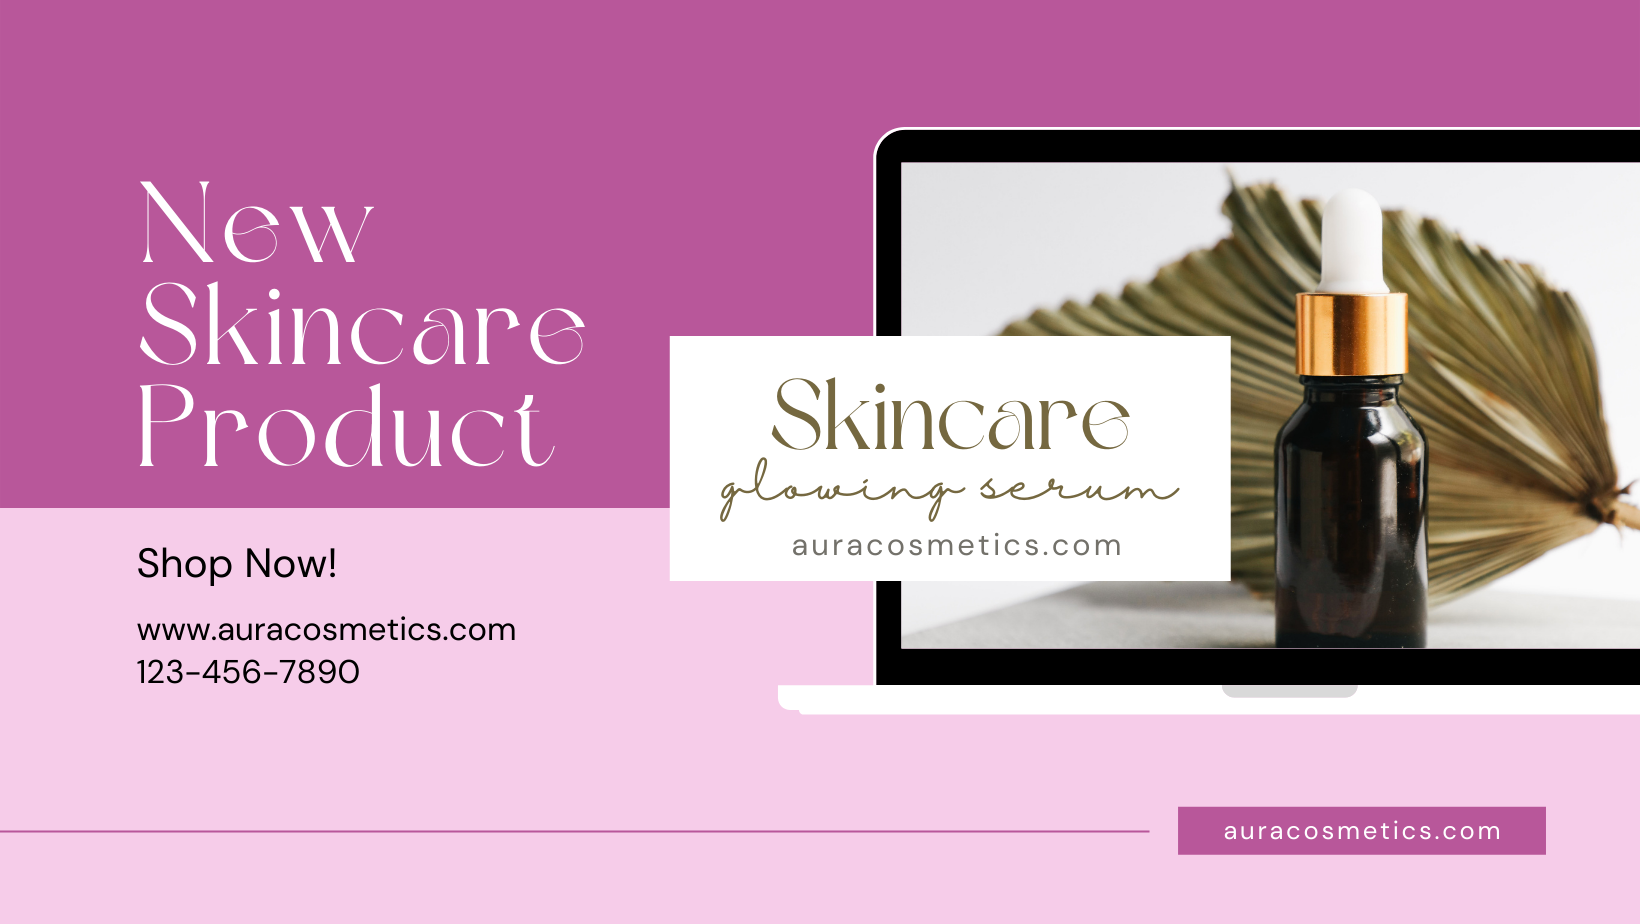 New
Skincare
Product
Shop Now!
www.auracosmetics.com
123-456-7890
Skincare
glowing serum
auracosmetics.com
auracosmetics.com